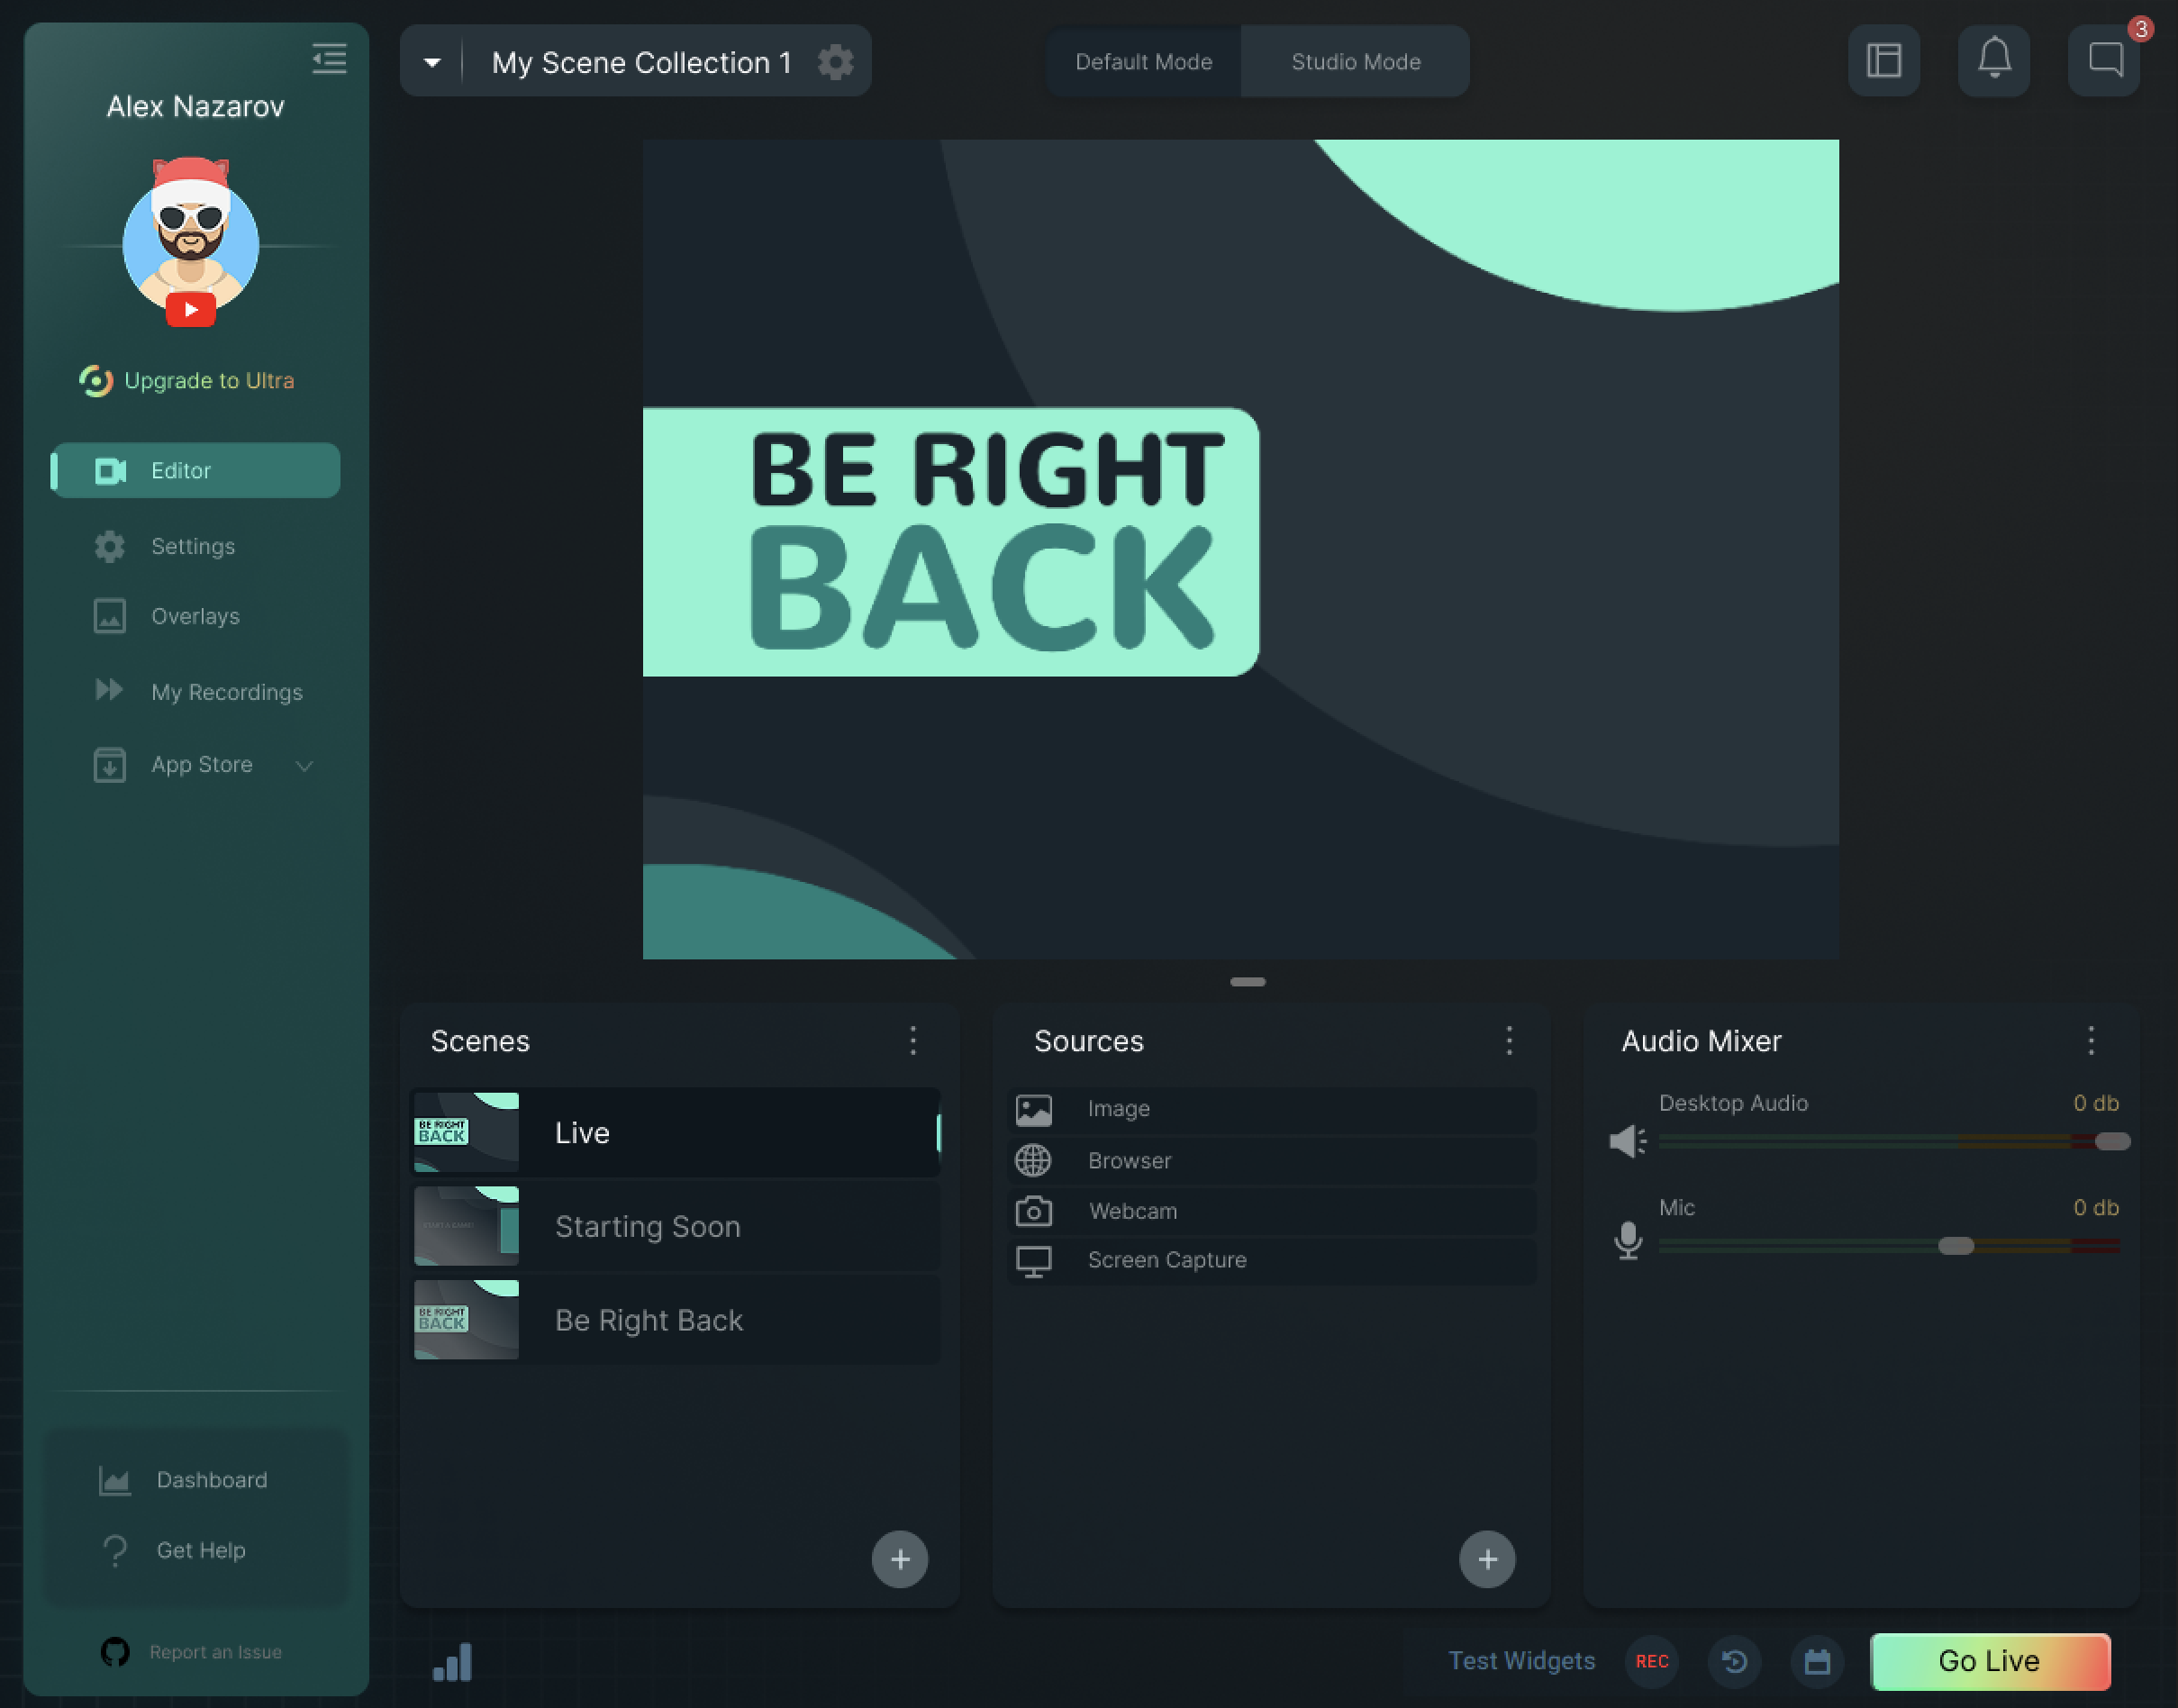 Alex Nazarov
Upgrade to Ultra
Editor
Settings
Overlays
My Recordings
App Store
Dashboard
Get Help
Report an Issue
My Scene Collection 1
Default Mode
Studio Mode
3
BE RIGHT
BACK
Scenes
BE RIGHT
BACK
Live
Starting Soon
BE RIGHT
BACK
Be Right Back
Sources
Image
Browser
Webcam
Screen Capture
Audio Mixer
Desktop Audio
0 db
Mic
0 db
Test Widgets
REC
Go Live